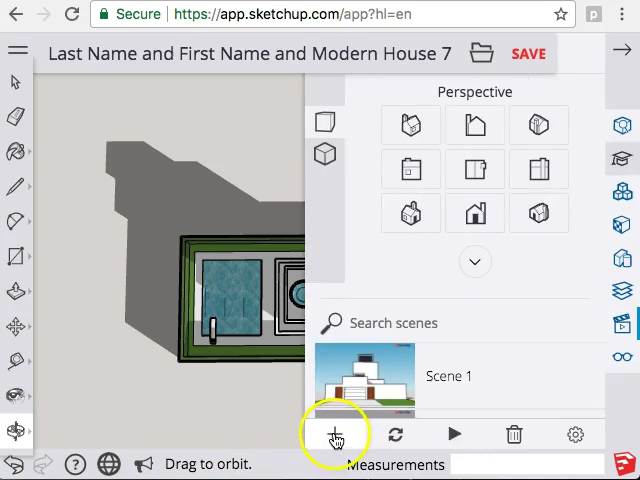 Secure
https://app.sketchup.com/app?hl=en
Last Name and First Name and Modern House 7
SAVE
Perspective
Search scenes
Scene 1
Drag to orbit.
Measurements